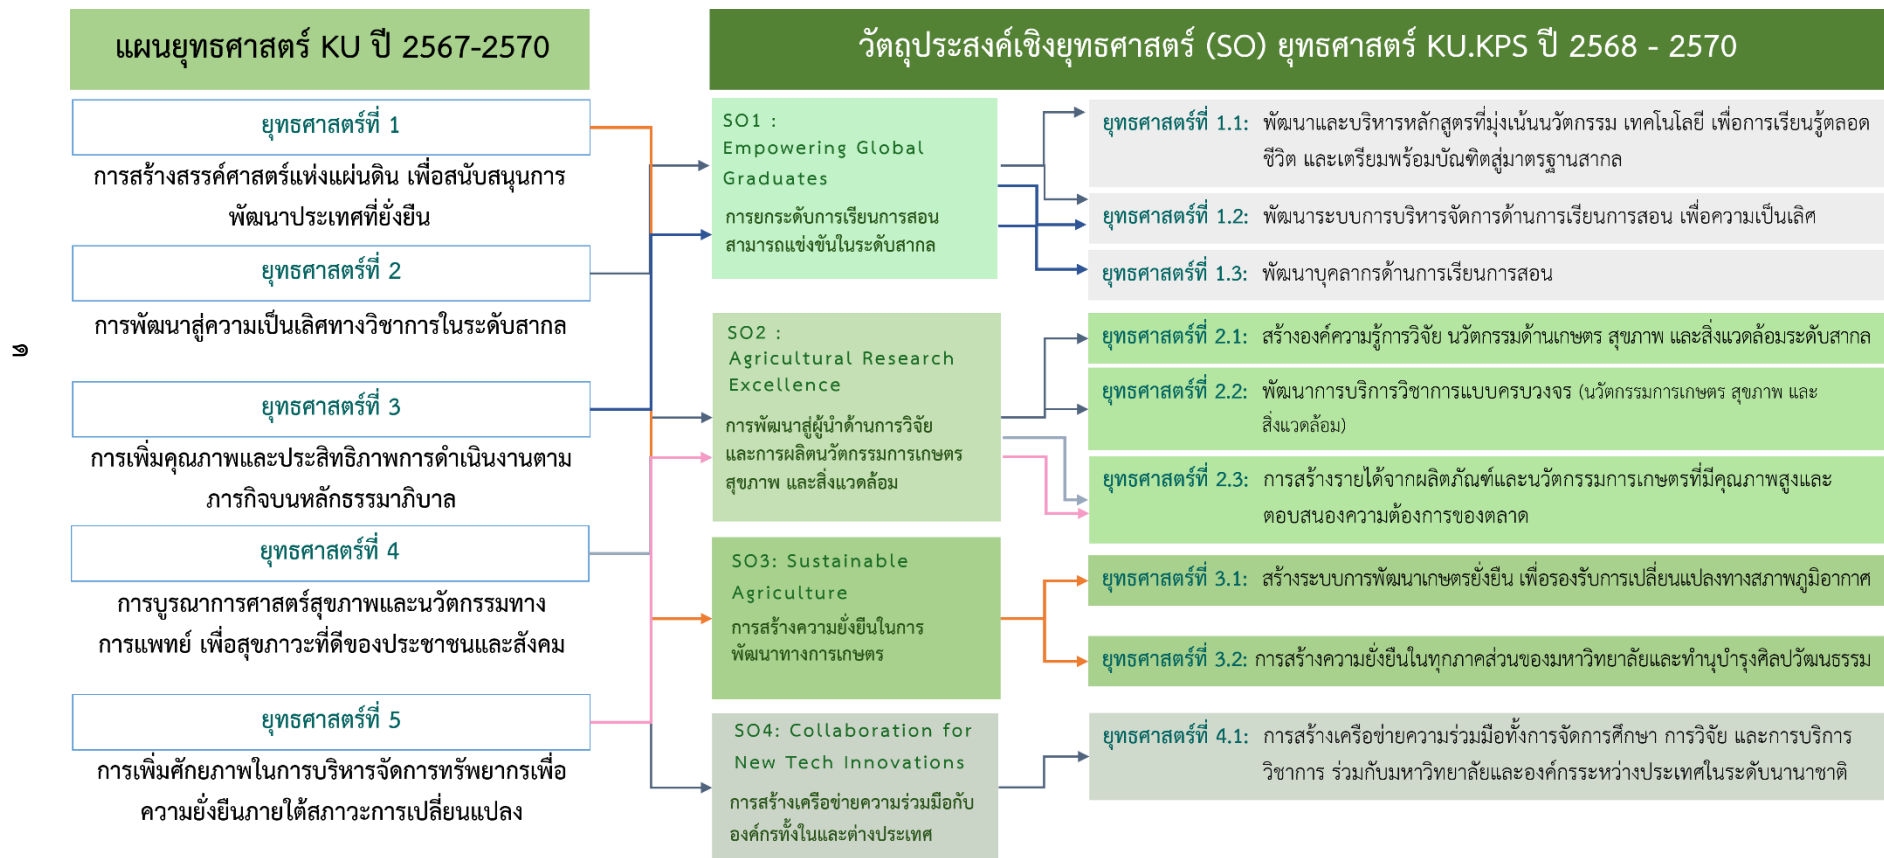 แผนยุทธศาสตร์ KU ปี 2567-2570
ยุทธศาสตร์ที่ 1
การสร้างสรรค์ศาสตร์แห่งแผ่นดิน เพื่อสนับสนุนการ
พัฒนาประเทศที่ยั่งยืน
ยุทธศาสตร์ที่ 2
การพัฒนาสู่ความเป็นเลิศทางวิชาการในระดับสากล
ยุทธศาสตร์ที่ 3
การเพิ่มคุณภาพและประสิทธิภาพการดำเนินงานตาม
ภารกิจบนหลักธรรมาภิบาล
ยุทธศาสตร์ที่ 4
การบูรณาการศาสตร์สุขภาพและนวัตกรรมทาง
การแพทย์ เพื่อสุขภาวะที่ดีของประชาชนและสังคม
ยุทธศาสตร์ที่ 5
การเพิ่มศักยภาพในการบริหารจัดการทรัพยากรเพื่อ
ความยั่งยืนภายใต้สภาวะการเปลี่ยนแปลง
วัตถุประสงค์เชิงยุทธศาสตร์ (SO) ยุทธศาสตร์ KU.KPS ปี 2568 - 2570
SO1 :
Empowering Global
Graduates
การยกระดับการเรียนการสอน
สามารถแข่งขันในระดับสากล
ยุทธศาสตร์ที่ 1.1: พัฒนาและบริหารหลักสูตรที่มุ่งเน้นนวัตกรรม เทคโนโลยี เพื่อการเรียนรู้ตลอด
ชีวิต และเตรียมพร้อมบัณฑิตสู่มาตรฐานสากล
ยุทธศาสตร์ที่ 1.2: พัฒนาระบบการบริหารจัดการด้านการเรียนการสอน เพื่อความเป็นเลิศ
ยุทธศาสตร์ที่ 1.3: พัฒนาบุคลากรด้านการเรียนการสอน
SO2 :
Agricultural Research
Excellence
การพัฒนาสู่ผู้นำด้านการวิจัย
และการผลิตนวัตกรรมการเกษตร
สุขภาพ และสิ่งแวดล้อม
ยุทธศาสตร์ที่ 2.1: สร้างองค์ความรู้การวิจัย นวัตกรรมด้านเกษตร สุขภาพ และสิ่งแวดล้อมระดับสากล
ยุทธศาสตร์ที่ 2.2: พัฒนาการบริการวิชาการแบบครบวงจร (นวัตกรรมการเกษตร สุขภาพ และ
สิ่งแวดล้อม)
ยุทธศาสตร์ที่ 2.3: การสร้างรายได้จากผลิตภัณฑ์และนวัตกรรมการเกษตรที่มีคุณภาพสูงและ
ตอบสนองความต้องการของตลาด
SO3: Sustainable
Agriculture
การสร้างความยั่งยืนในการ
พัฒนาทางการเกษตร
ยุทธศาสตร์ที่ 3.1: สร้างระบบการพัฒนาเกษตรยั่งยืน เพื่อรองรับการเปลี่ยนแปลงทางสภาพภูมิอากาศ
ยุทธศาสตร์ที่ 3.2: การสร้างความยั่งยืนในทุกภาคส่วนของมหาวิทยาลัยและทำนุบำรุงศิลปวัฒนธรรม
SO4: Collaboration for
New Tech Innovations
การสร้างเครือข่ายความร่วมมือกับ
องค์กรทั้งในและต่างประเทศ
ยุทธศาสตร์ที่ 4.1: การสร้างเครือข่ายความร่วมมือทั้งการจัดการศึกษา การวิจัย และการบริการ
วิชาการ ร่วมกับมหาวิทยาลัยและองค์กรระหว่างประเทศในระดับนานาชาติ